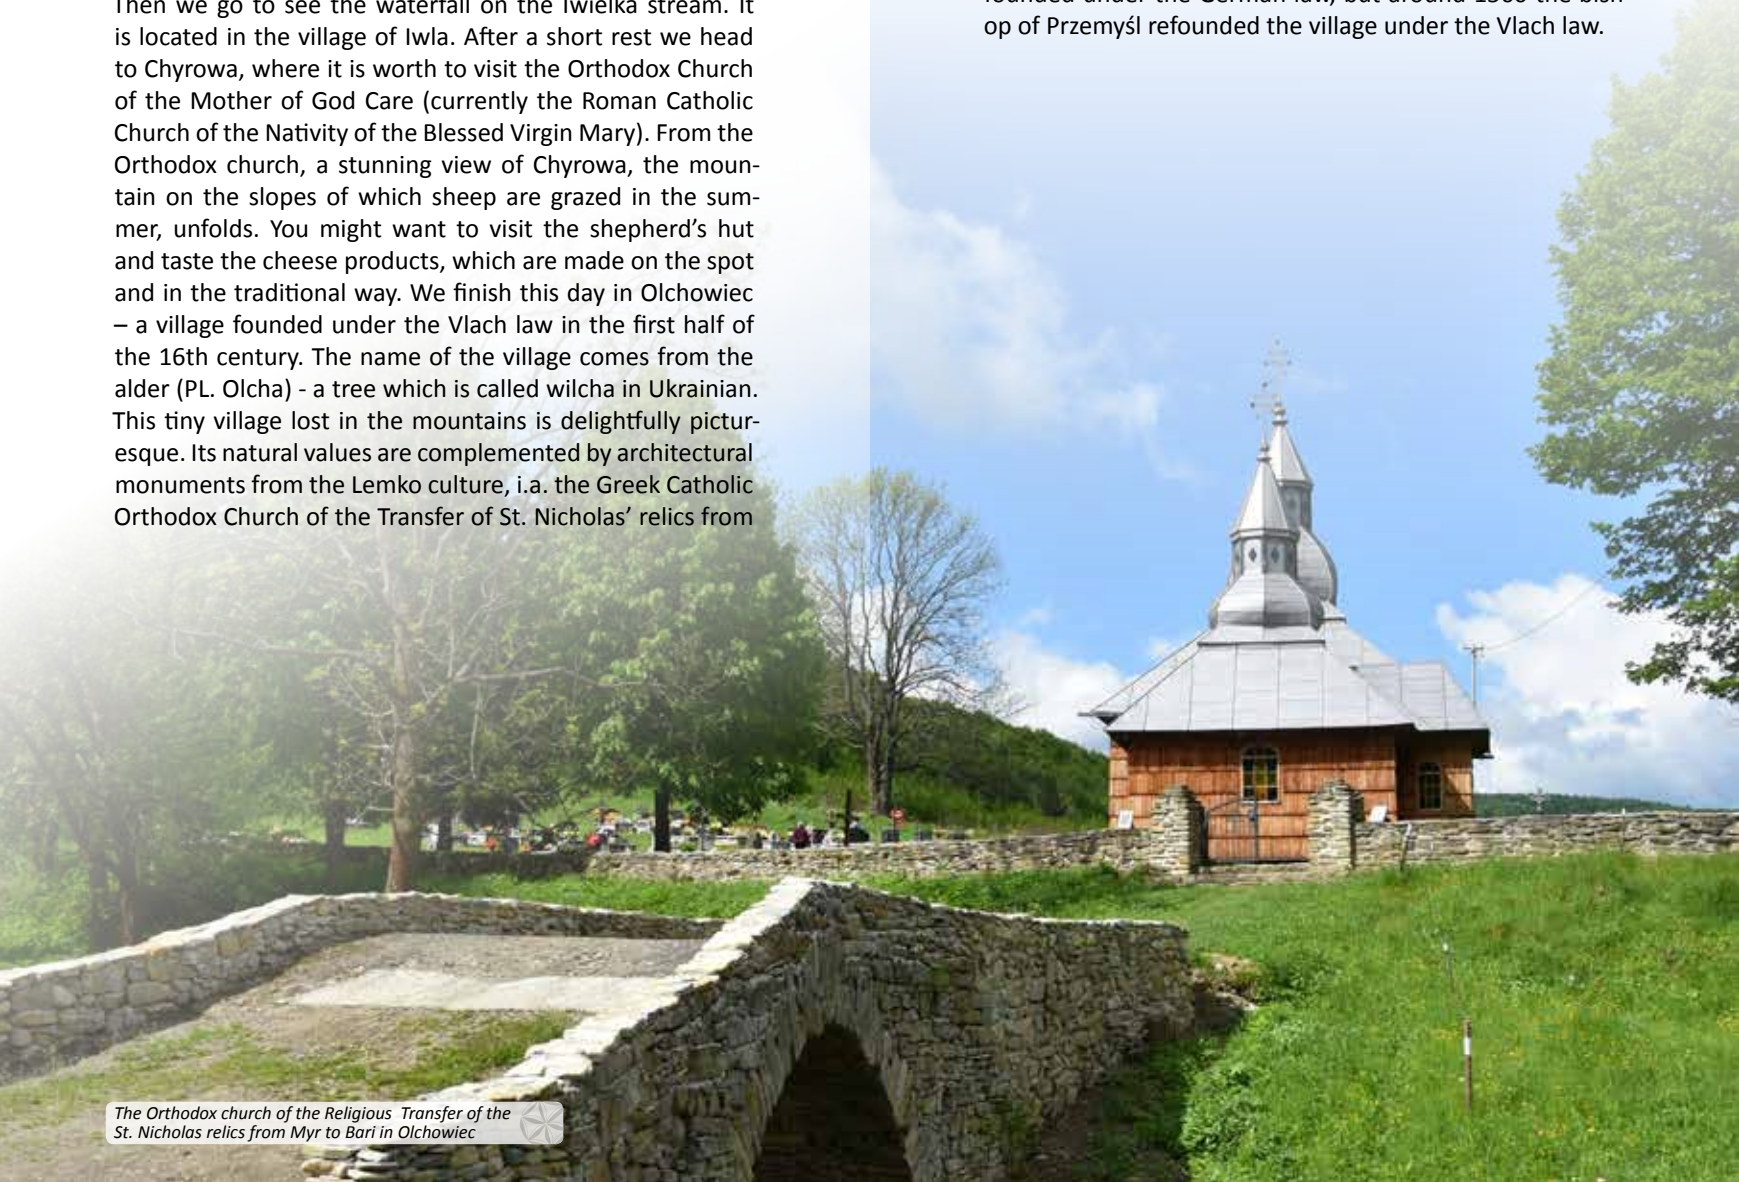 Then we go to see the waterfall on the Iwielka stream. It
is located in the village of Iwla. After a short rest we head
to Chyrowa, where it is worth to visit the Orthodox Church
of the Mother of God Care (currently the Roman Catholic
Church of the Nativity of the Blessed Virgin Mary). From the
Orthodox church, a stunning view of Chyrowa, the moun-
tain on the slopes of which sheep are grazed in the sum-
mer, unfolds. You might want to visit the shepherd’s hut
and taste the cheese products, which are made on the spot
and in the traditional way. We finish this day in Olchowiec
– a village founded under the Vlach law in the first half of
the 16th century. The name of the village comes from the
alder (PL. Olcha) - a tree which is called wilcha in Ukrainian.
This tiny village lost in the mountains is delightfully pictur-
esque. Its natural values are complemented by architectural
monuments from the Lemko culture, i.a. the Greek Catholic
Orthodox Church of the Transfer of St. Nicholas’ relics from
founded under the German law, but around 1580 the bish-
op of Przemyśl refounded the village under the Vlach law.
The Orthodox church of the Religious Transfer of the
St. Nicholas relics from Myr to Bari in Olchowiec